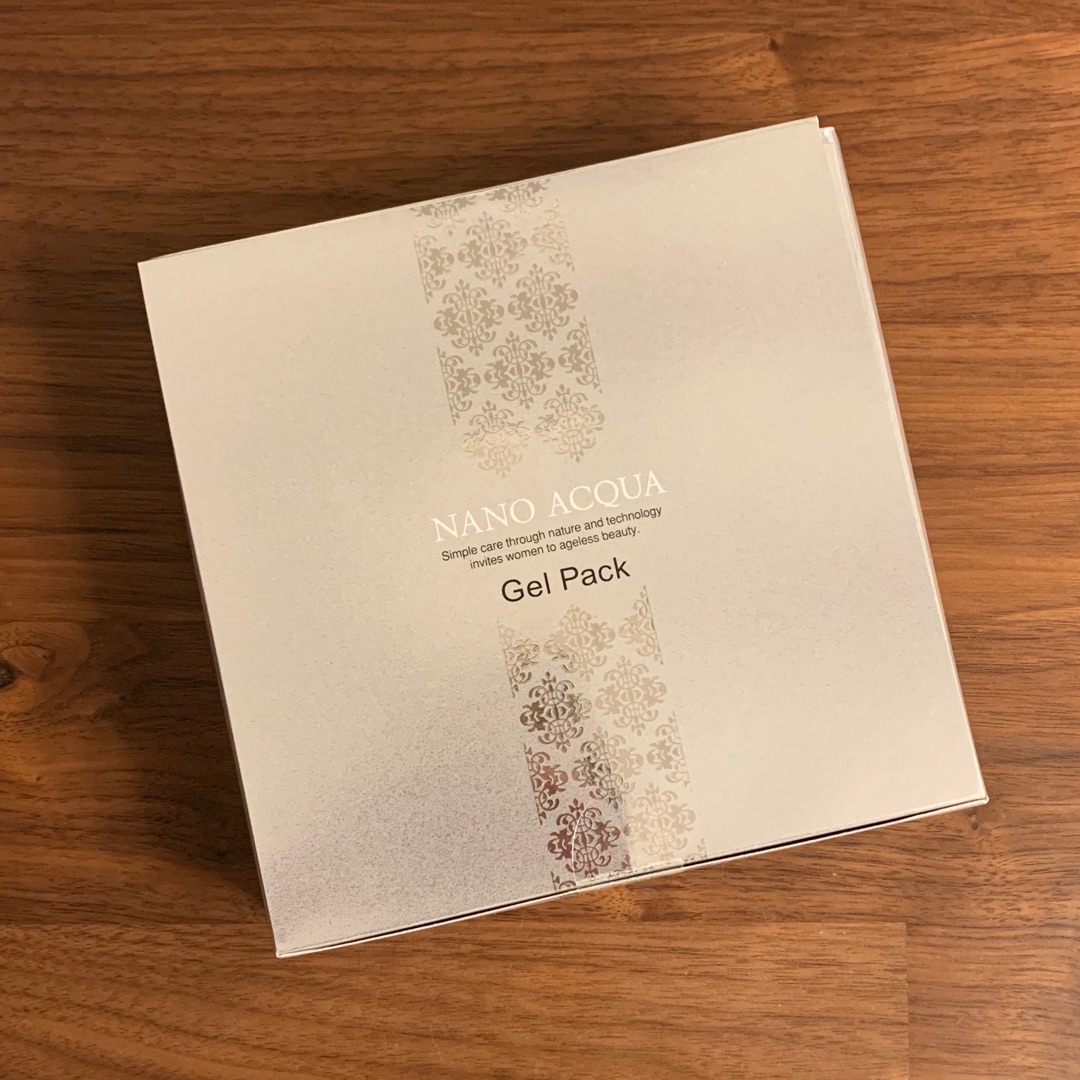 NANO ACQUA
Simple care through nature and technology
invites women to ageless beauty.
Gel Pack